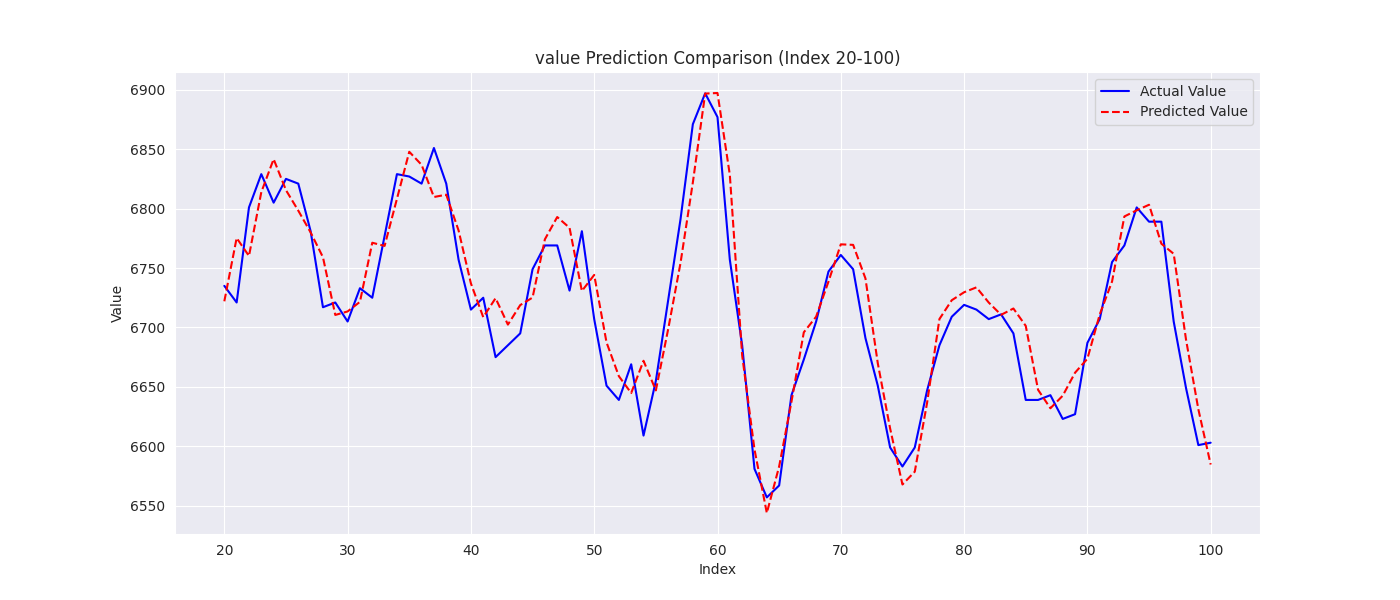 value Prediction Comparison (Index 20-100)
Actual Value
Predicted Value
6900
6850
6800
6750
6700
6650
6600
6550
Value
20 30 40 50 60 70 80 90 100
Index